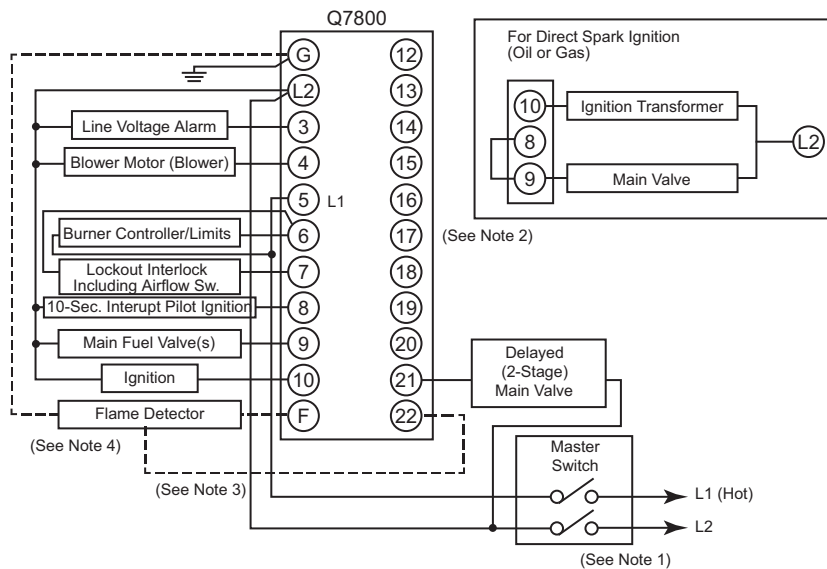 Q7800
G
L2
3
4
5
L1
6
7
8
9
10
F
12
13
14
15
16
17
18
19
20
21
22
Line Voltage Alarm
Blower Motor (Blower)
Burner Controller/Limits
Lockout Interlock
Including Airflow Sw.
10-Sec. Interupt Pilot Ignition
Main Fuel Valve(s)
Ignition
Flame Detector
(See Note 4)
(See Note 3)
For Direct Spark Ignition
(Oil or Gas)
10
Ignition Transformer
8
L2
9
Main Valve
(See Note 2)
Delayed
(2-Stage)
Main Valve
Master
Switch
L1 (Hot)
L2
(See Note 1)